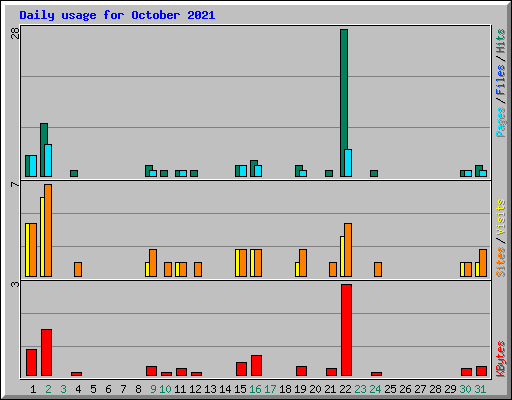 Daily usage for October 2021
28
Pages / Files / Hits
7
Sites / Visits
3
KBytes
1 2 3 4 5 6 7 8 9 10 11 12 13 14 15 16 17 18 19 20 21 22 23 24 25 26 27 28 29 30 31